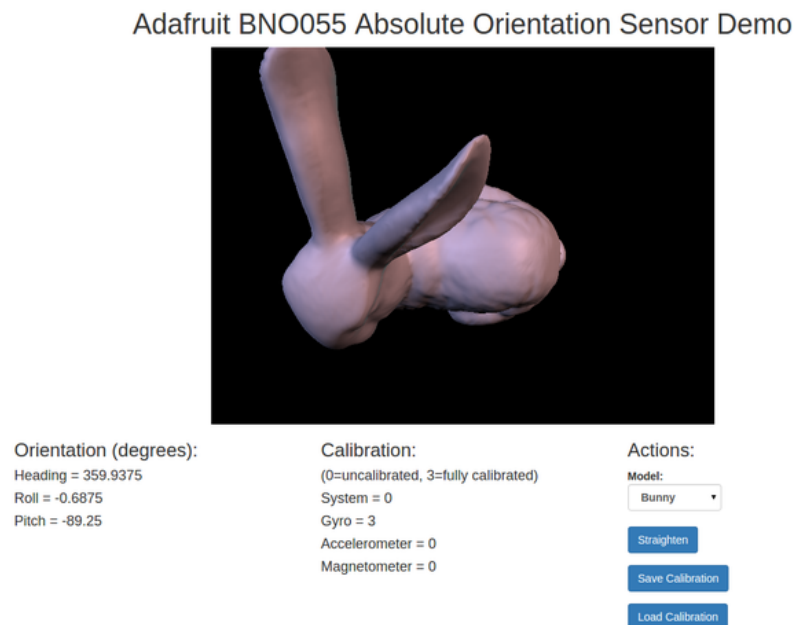 Adafruit BNO055 Absolute Orientation Sensor Demo
Orientation (degrees):
Heading = 359.9375
Roll = -0.6875
Pitch = -89.25
Calibration:
(0=uncalibrated, 3=fully calibrated)
System = 0
Gyro = 3
Accelerometer = 0
Magnetometer = 0
Actions:
Model:
Bunny
Straighten
Save Calibration
Load Calibration